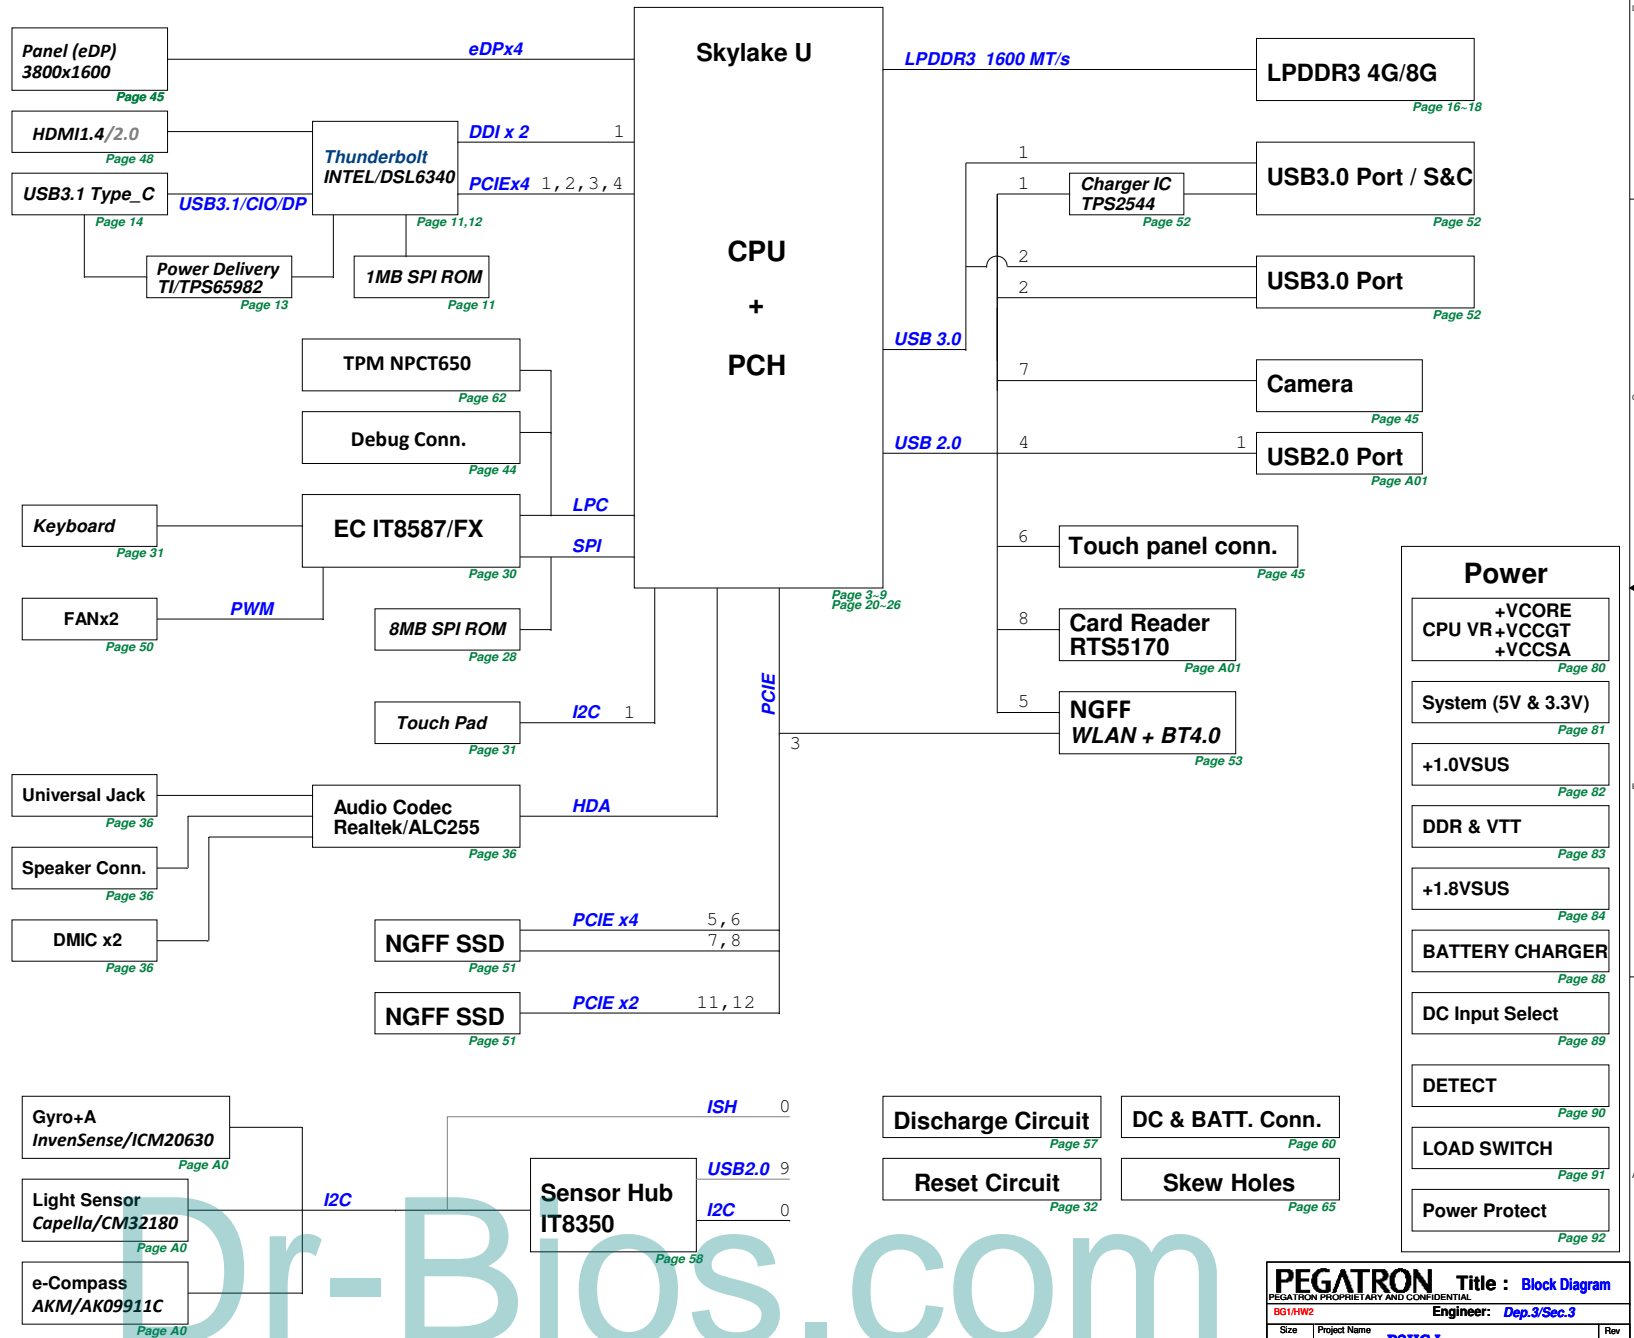 Panel (eDP)
3800x1600
Page 45
eDPx4
HDMI1.4/2.0
Page 48
USB3.1 Type_C
Page 14
USB3.1/CIO/DP
Thunderbolt
INTEL/DSL6340
Page 11,12
DDI x 2 1
PCIEx4 1,2,3,4
Power Delivery
TI/TPS65982
Page 13
1MB SPI ROM
Page 11
TPM NPCT650
Page 62
Debug Conn.
Page 44
Keyboard
Page 31
EC IT8587/FX
Page 30
LPC
SPI
FANx2
Page 50
PWM
8MB SPI ROM
Page 28
Touch Pad
Page 31
I2C 1
Universal Jack
Page 36
Speaker Conn.
Page 36
DMIC x2
Page 36
Audio Codec
Realtek/ALC255
Page 36
HDA
NGFF SSD
Page 51
PCIE x4 5,6
7,8
NGFF SSD
Page 51
PCIE x2 11,12
Skylake U
CPU
+
PCH
Page 3~9
Page 20~26
PCIE
3
LPDDR3 1600 MT/s
LPDDR3 4G/8G
Page 16~18
1
USB3.0 Port / S&C
Page 52
1
Charger IC
TPS2544
Page 52
2
2
USB3.0 Port
Page 52
USB 3.0
7
Camera
Page 45
USB 2.0 4 1
USB2.0 Port
Page A01
6
Touch panel conn.
Page 45
8
Card Reader
RTS5170
Page A01
5
NGFF
WLAN + BT4.0
Page 53
Power
CPU VR
+VCORE
+VCCGT
+VCCSA
Page 80
System (5V & 3.3V)
Page 81
+1.0VSUS
Page 82
DDR & VTT
Page 83
+1.8VSUS
Page 84
BATTERY CHARGER
Page 88
DC Input Select
Page 89
DETECT
Page 90
LOAD SWITCH
Page 91
Power Protect
Page 92
Gyro+A
InvenSense/ICM20630
Page A0
Light Sensor
Capella/CM32180
Page A0
e-Compass
AKM/AK09911C
Page A0
I2C
ISH 0
Sensor Hub
IT8350
Page 58
USB2.0 9
I2C 0
Discharge Circuit
Page 57
DC & BATT. Conn.
Page 60
Reset Circuit
Page 32
Skew Holes
Page 65
Dr-Bios.com
PEGATRON
PEGATRON PROPRIETARY AND CONFIDENTIAL
Title : Block Diagram
BG1/HW2
Engineer: Dep.3/Sec.3
Size Project Name Rev